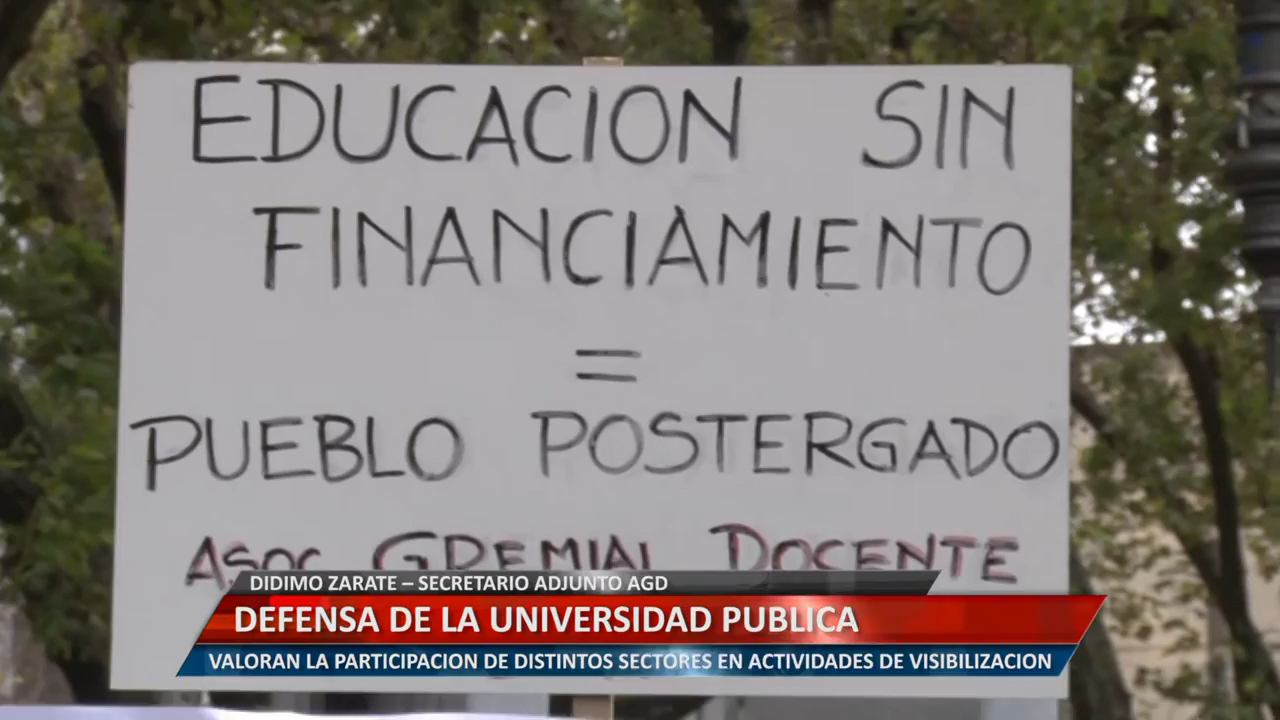 EDUCACION SIN
FINANCIAMIENTO
=
PUEBLO POSTERGADO
ASOC GREMIAL DOCENTE
DIDIMO ZARATE – SECRETARIO ADJUNTO AGD
DEFENSA DE LA UNIVERSIDAD PUBLICA
VALORAN LA PARTICIPACION DE DISTINTOS SECTORES EN ACTIVIDADES DE VISIBILIZACION